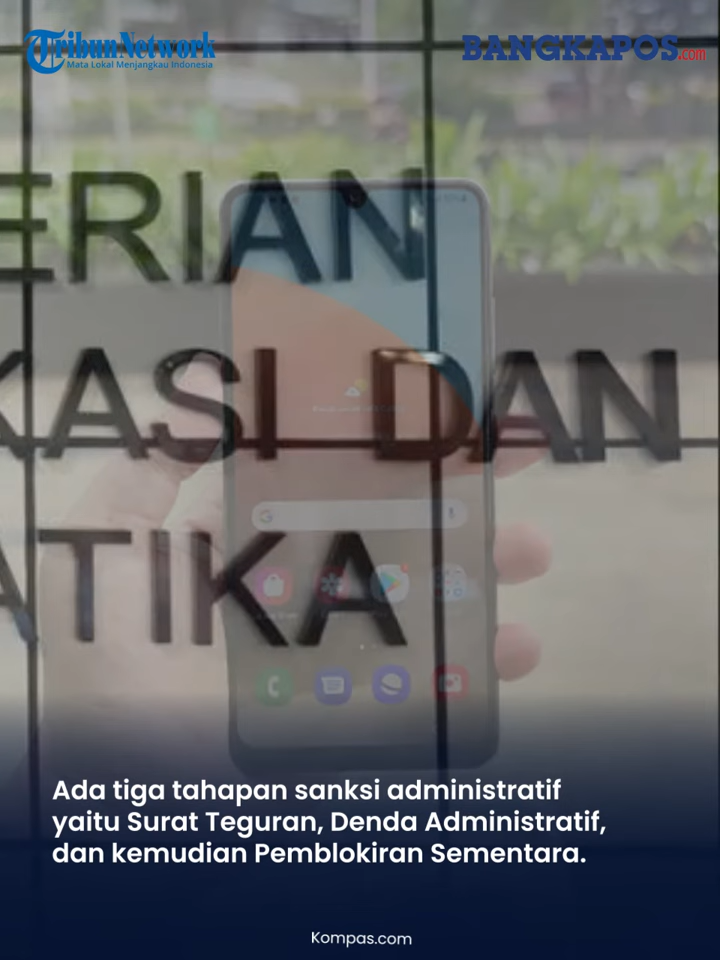 TribunNetwork
Mata Lokal Menjangkau Indonesia
BANGKAPOS.com
ERIAN
KASI DAN
ATIKA
Ada tiga tahapan sanksi administratif
yaitu Surat Teguran, Denda Administratif,
dan kemudian Pemblokiran Sementara.
Kompas.com